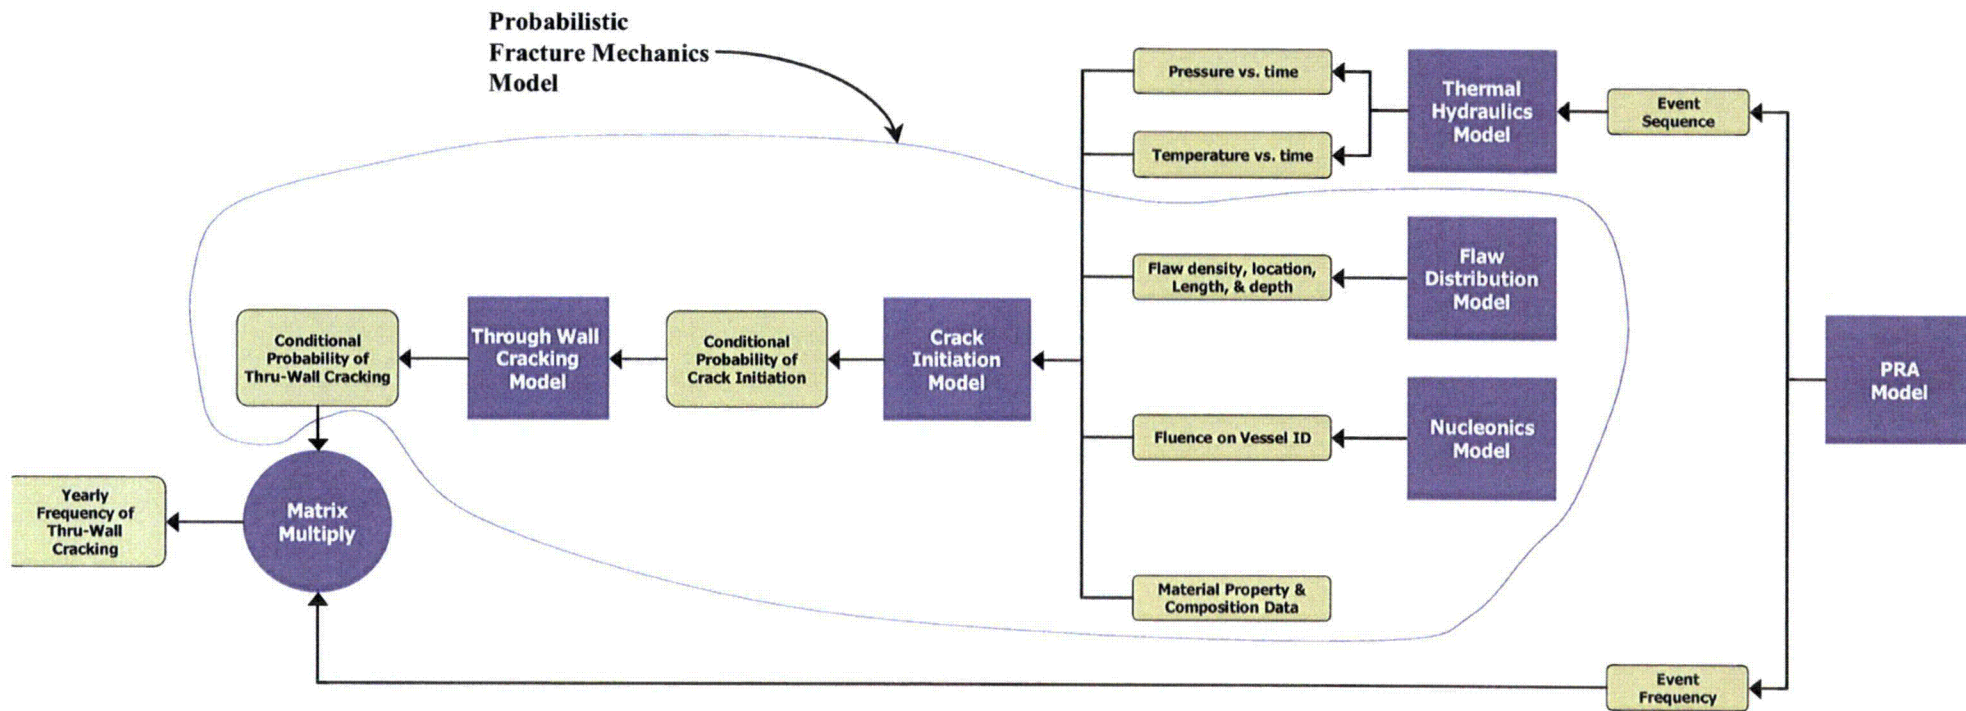 Probabilistic
Fracture Mechanics
Model
Pressure vs. time
Temperature vs. time
Thermal
Hydraulics
Model
Event
Sequence
Flaw density, location,
Length, & depth
Flaw
Distribution
Model
Conditional
Probability of
Thru-Wall Cracking
Through Wall
Cracking
Model
Conditional
Probability of
Crack Initiation
Crack
Initiation
Model
PRA
Model
Fluence on Vessel ID
Nucleonics
Model
Yearly
Frequency of
Thru-Wall
Cracking
Matrix
Multiply
Material Property &
Composition Data
Event
Frequency